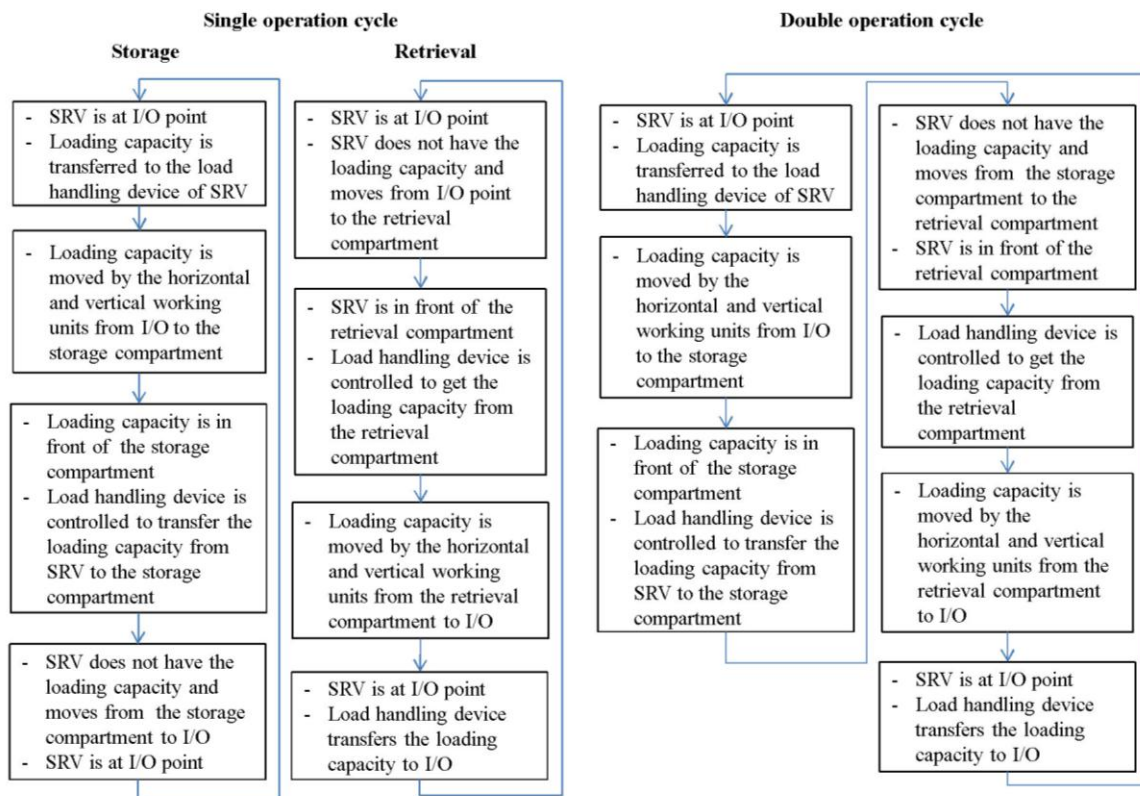 Single operation cycle
Storage
- SRV is at I/O point
- Loading capacity is
transferred to the load
handling device of SRV
- Loading capacity is
moved by the horizontal
and vertical working
units from I/O to the
storage compartment
- Loading capacity is in
front of the storage
compartment
- Load handling device is
controlled to transfer the
loading capacity from
SRV to the storage
compartment
- SRV does not have the
loading capacity and
moves from the storage
compartment to I/O
- SRV is at I/O point
Retrieval
- SRV is at I/O point
- SRV does not have the
loading capacity and
moves from I/O point
to the retrieval
compartment
- SRV is in front of the
retrieval compartment
- Load handling device is
controlled to get the
loading capacity from
the retrieval
compartment
- Loading capacity is
moved by the horizontal
and vertical working
units from the retrieval
compartment to I/O
- SRV is at I/O point
- Load handling device
transfers the loading
capacity to I/O
Double operation cycle
- SRV is at I/O point
- Loading capacity is
transferred to the load
handling device of SRV
- Loading capacity is
moved by the
horizontal and vertical
working units from I/O
to the storage
compartment
- Loading capacity is in
front of the storage
compartment
- Load handling device is
controlled to transfer the
loading capacity from
SRV to the storage
compartment
- SRV does not have the
loading capacity and
moves from the storage
compartment to the
retrieval compartment
- SRV is in front of the
retrieval compartment
- Load handling device is
controlled to get the
loading capacity from
the retrieval
compartment
- Loading capacity is
moved by the
horizontal and vertical
working units from the
retrieval compartment
to I/O
- SRV is at I/O point
- Load handling device
transfers the loading
capacity to I/O